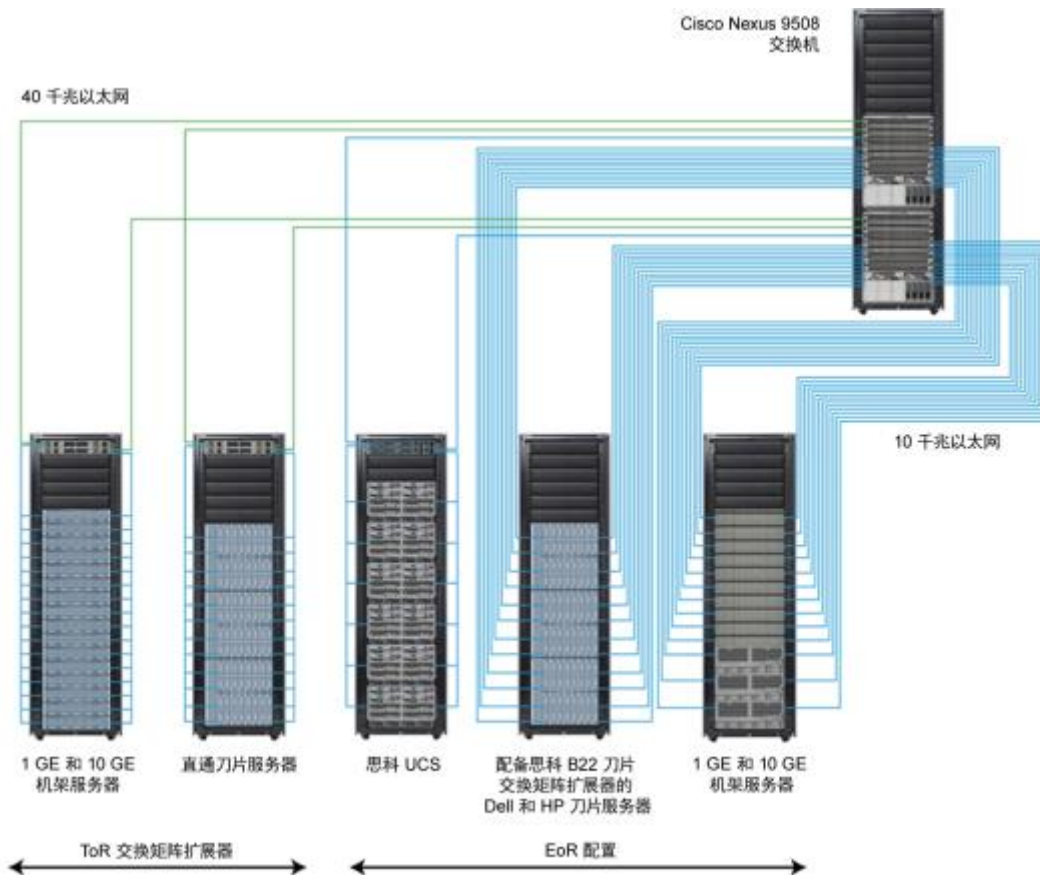 Cisco Nexus 9508
交换机
40 千兆以太网
10 千兆以太网
1 GE 和 10 GE
机架服务器
直通刀片服务器
思科 UCS
配备思科 B22 刀片
交换矩阵扩展器的
Dell 和 HP 刀片服务器
1 GE 和 10 GE
机架服务器
ToR 交换矩阵扩展器
EoR 配置